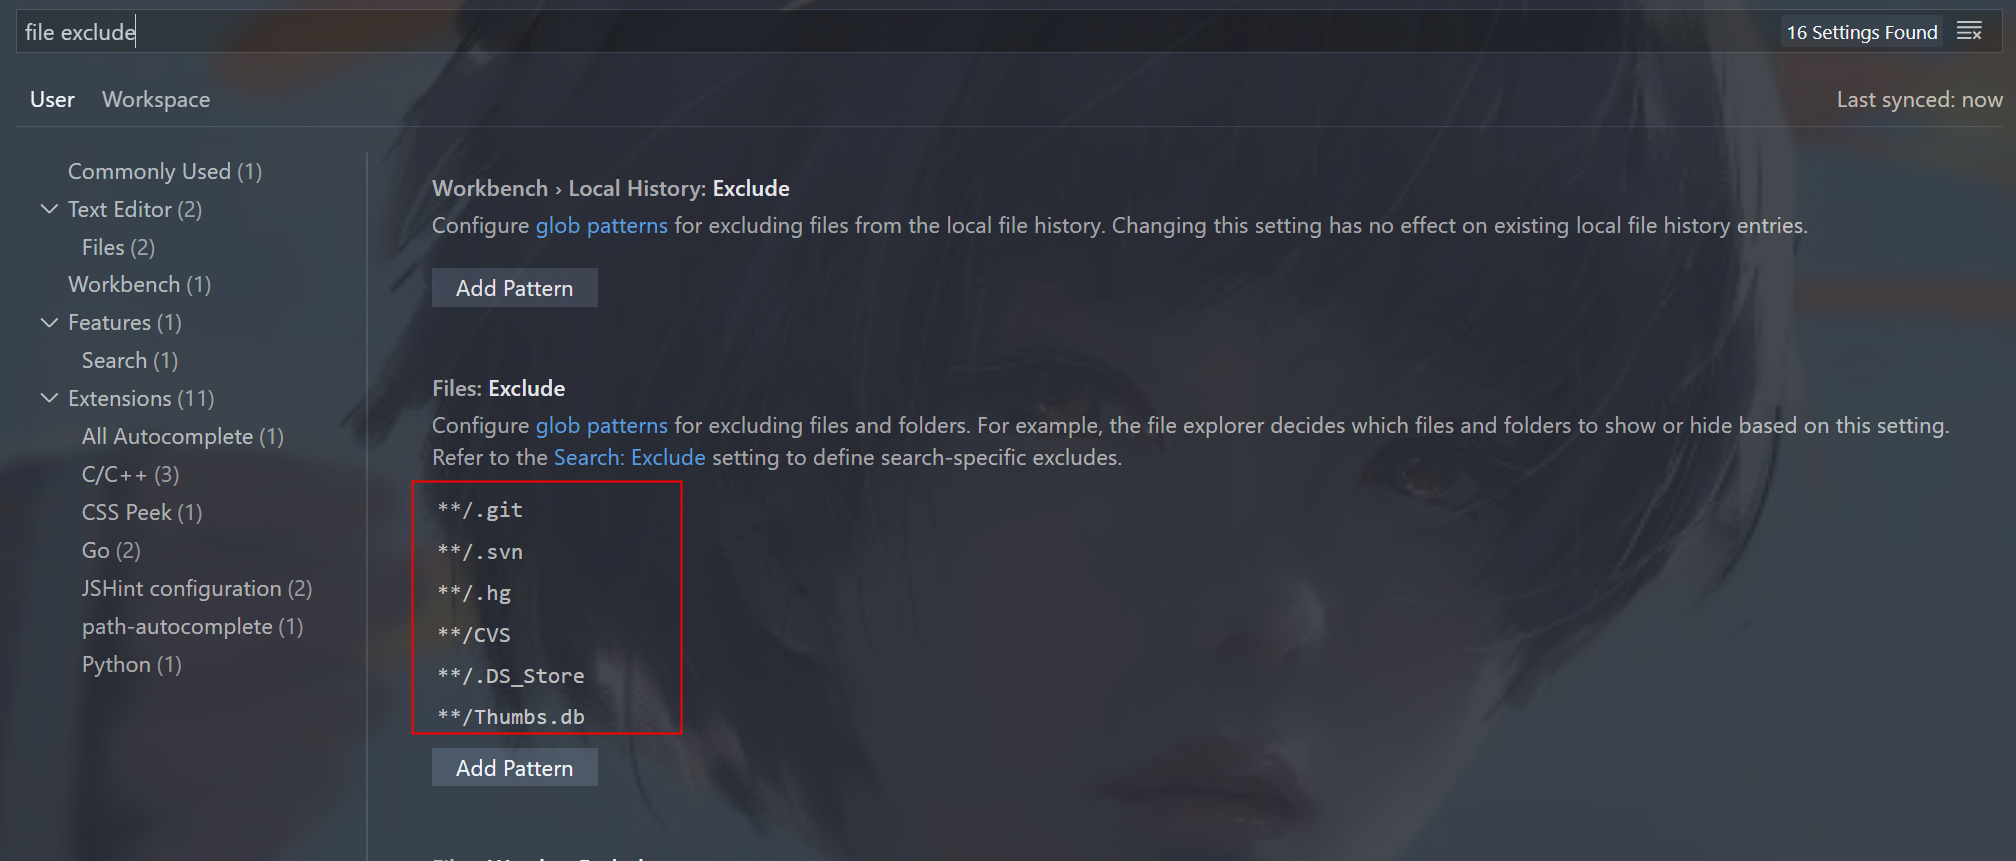 file exclude
16 Settings Found
User
Workspace
Last synced: now
Commonly Used (1)
Text Editor (2)
Files (2)
Workbench (1)
Features (1)
Search (1)
Extensions (11)
All Autocomplete (1)
C/C++ (3)
CSS Peek (1)
Go (2)
JSHint configuration (2)
path-autocomplete (1)
Python (1)
Workbench › Local History: Exclude
Configure glob patterns for excluding files from the local file history. Changing this setting has no effect on existing local file history entries.
Add Pattern
Files: Exclude
Configure glob patterns for excluding files and folders. For example, the file explorer decides which files and folders to show or hide based on this setting.
Refer to the Search: Exclude setting to define search-specific excludes.
**/.git
**/.svn
**/.hg
**/CVS
**/.DS_Store
**/Thumbs.db
Add Pattern